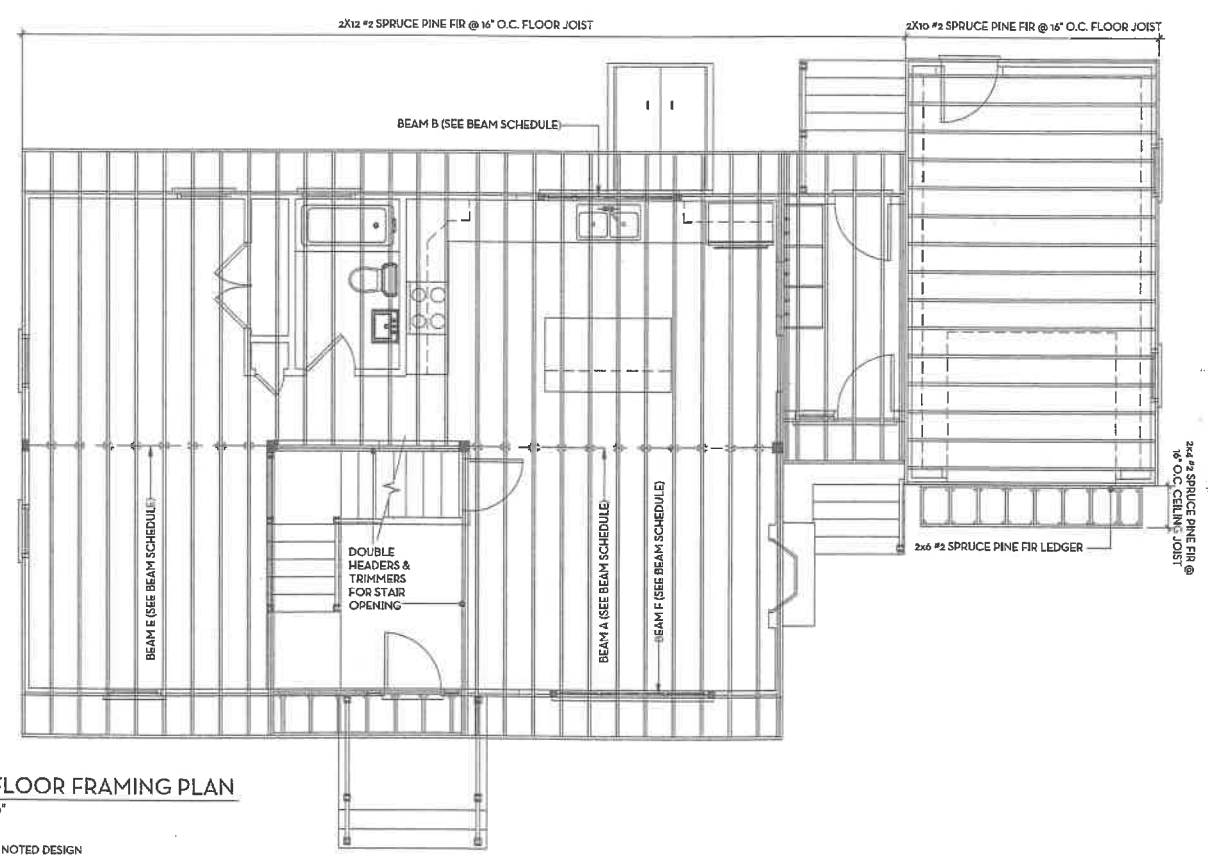 2X12 #2 SPRUCE PINE FIR @ 16" O.C. FLOOR JOIST
2X10 #2 SPRUCE PINE FIR @ 16" O.C. FLOOR JOIST
BEAM B (SEE BEAM SCHEDULE)
2x4 #2 SPRUCE PINE FIR @
16" O.C. CEILING JOIST
BEAM E (SEE BEAM SCHEDULE)
DOUBLE
HEADERS &
TRIMMERS
FOR STAIR
OPENING
BEAM A (SEE BEAM SCHEDULE)
BEAM F (SEE BEAM SCHEDULE)
2x6 #2 SPRUCE PINE FIR LEDGER
FLOOR FRAMING PLAN
NOTED DESIGN